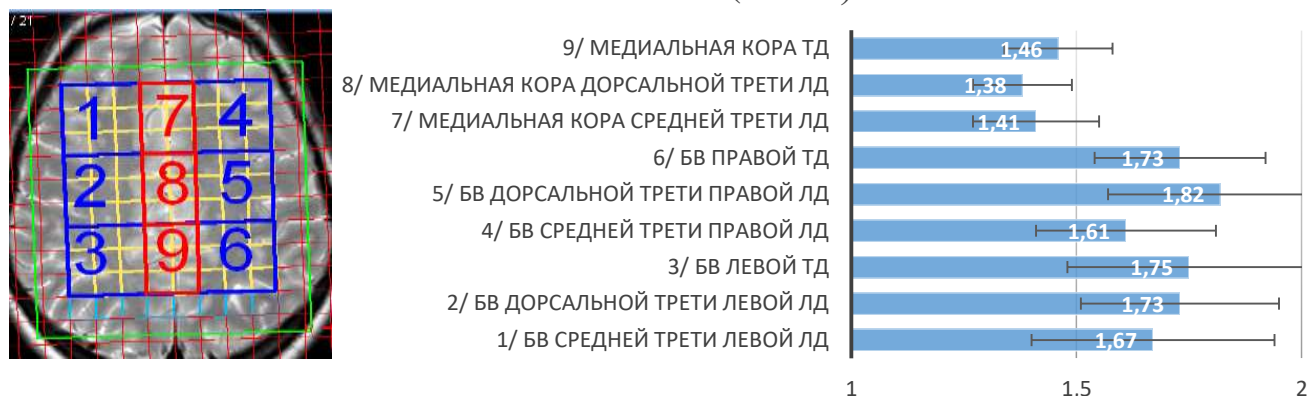 / 21
1 7 4
2 8 5
3 9 6
9/ МЕДИАЛЬНАЯ КОРА ТД 1,46
8/ МЕДИАЛЬНАЯ КОРА ДОРСАЛЬНОЙ ТРЕТИ ЛД 1,38
7/ МЕДИАЛЬНАЯ КОРА СРЕДНЕЙ ТРЕТИ ЛД 1,41
6/ БВ ПРАВОЙ ТД 1,73
5/ БВ ДОРСАЛЬНОЙ ТРЕТИ ПРАВОЙ ЛД 1,82
4/ БВ СРЕДНЕЙ ТРЕТИ ПРАВОЙ ЛД 1,61
3/ БВ ЛЕВОЙ ТД 1,75
2/ БВ ДОРСАЛЬНОЙ ТРЕТИ ЛЕВОЙ ЛД 1,73
1/ БВ СРЕДНЕЙ ТРЕТИ ЛЕВОЙ ЛД 1,67
1 1,5 2